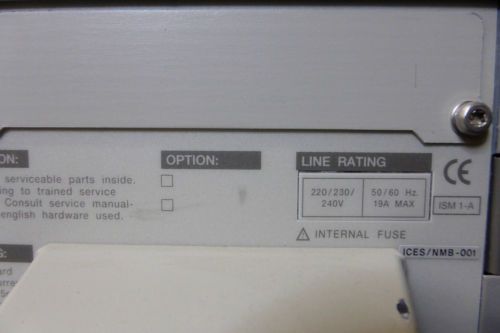 ON:
serviceable parts inside.
ing to trained service
Consult service manual-
english hardware used.
OPTION:
LINE RATING
220/230/
240V
50/60 Hz.
19A MAX
CE
ISM 1-A
INTERNAL FUSE
ICES/NMB-001
G:
ard